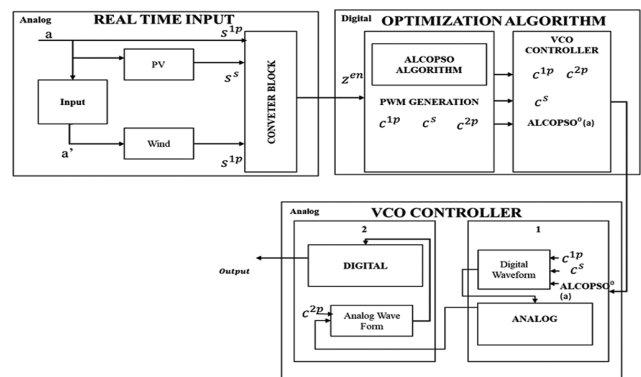 Analog
REAL TIME INPUT
a
s^1p
PV
s^s
Input
CONVETER BLOCK
a'
Wind
s^1p
z^en
Digital
OPTIMIZATION ALGORITHM
ALCOPSO
ALGORITHM
PWM GENERATION
c^1p c^s c^2p
VCO
CONTROLLER
c^1p c^2p
c^s
ALCOPSO^0(a)
Analog
VCO CONTROLLER
2
DIGITAL
Output
c^2p
Analog Wave
Form
1
Digital
Waveform
c^1p
c^s
ALCOPSO^0
(a)
ANALOG